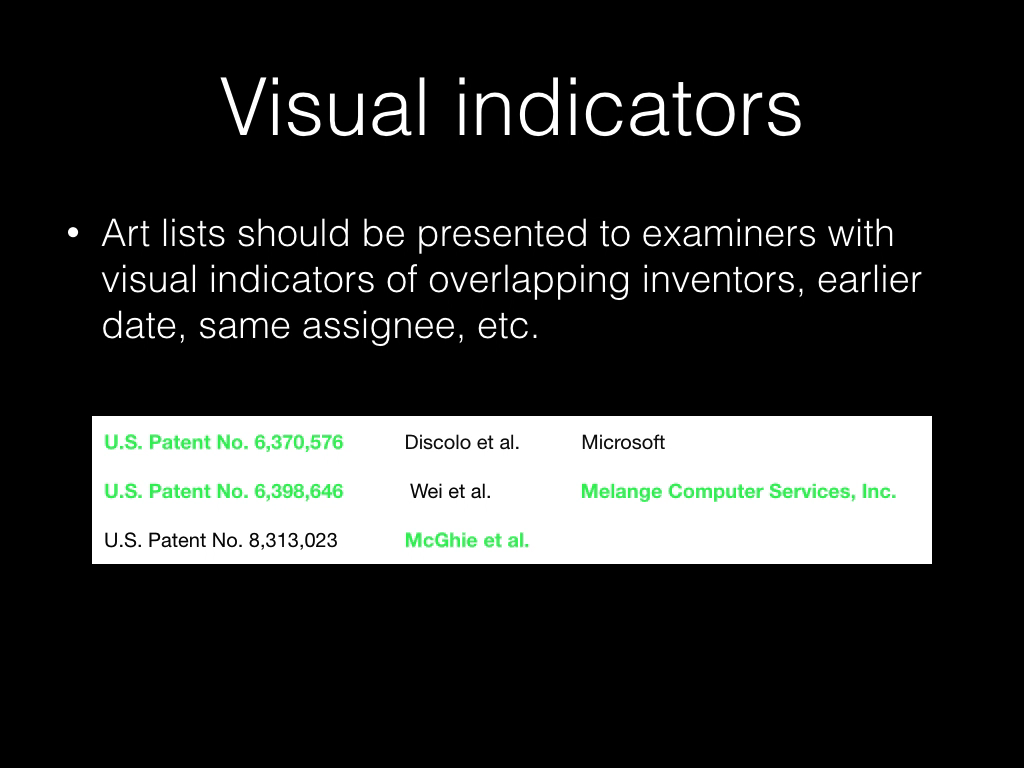 Visual indicators
• Art lists should be presented to examiners with
visual indicators of overlapping inventors, earlier
date, same assignee, etc.
U.S. Patent No. 6,370,576 Discolo et al. Microsoft
U.S. Patent No. 6,398,646 Wei et al. Melange Computer Services, Inc.
U.S. Patent No. 8,313,023 McGhie et al.